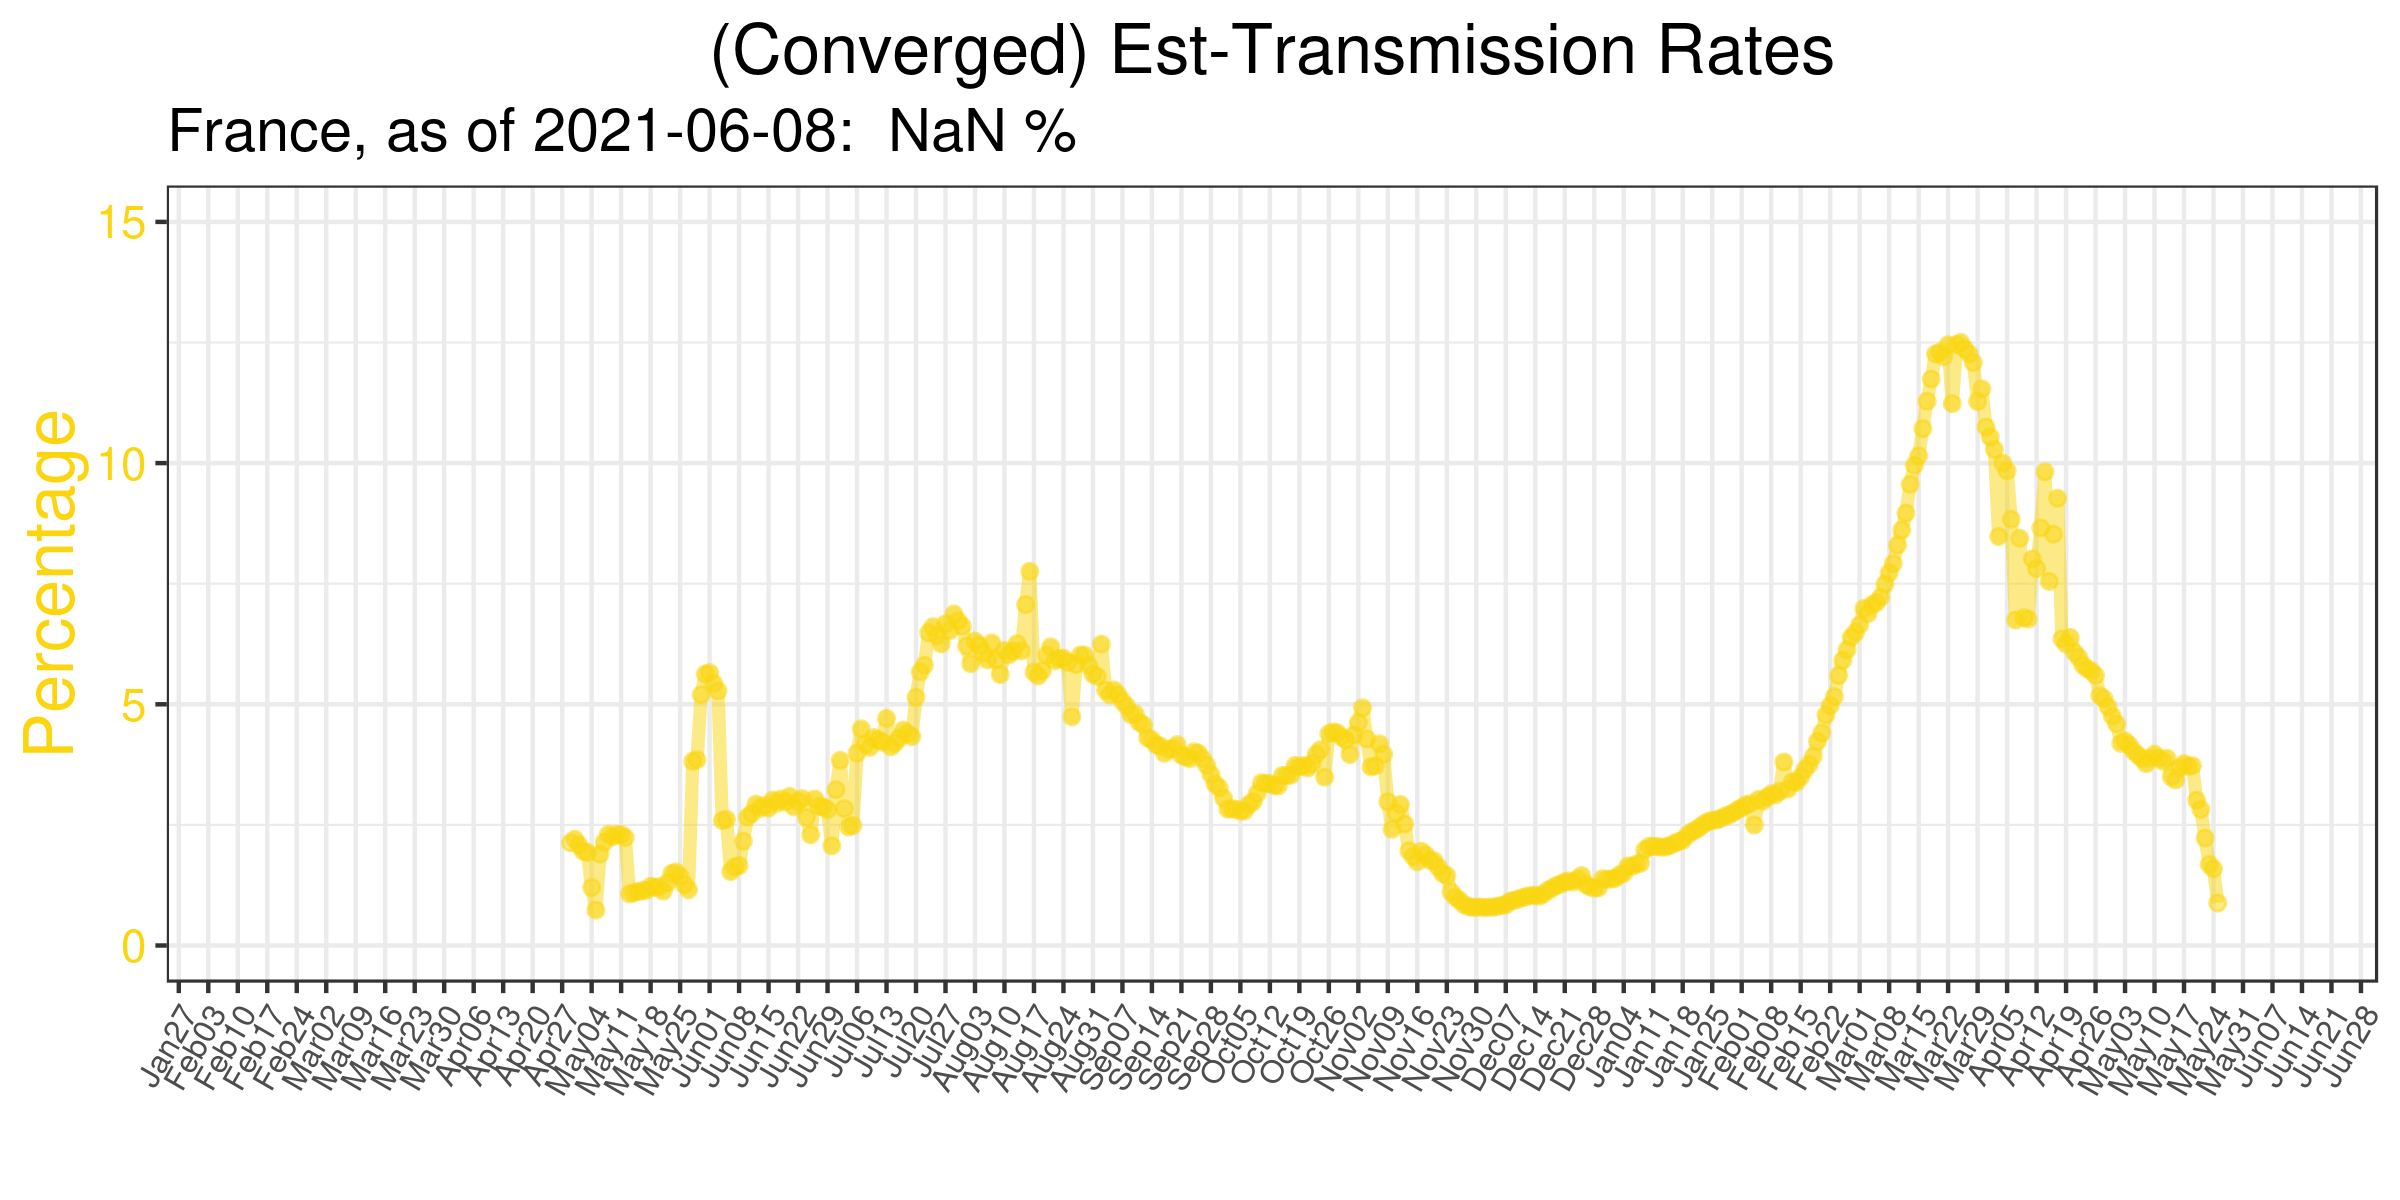 (Converged) Est-Transmission Rates
France, as of 2021-06-08:  NaN %
Percentage
15
10
5
0
Jan27
Feb03
Feb10
Feb17
Feb24
Mar02
Mar09
Mar16
Mar23
Mar30
Apr06
Apr13
Apr20
Apr27
May04
May11
May18
May25
Jun01
Jun08
Jun15
Jun22
Jun29
Jul06
Jul13
Jul20
Jul27
Aug03
Aug10
Aug17
Aug24
Aug31
Sep07
Sep14
Sep21
Sep28
Oct05
Oct12
Oct19
Oct26
Nov02
Nov09
Nov16
Nov23
Nov30
Dec07
Dec14
Dec21
Dec28
Jan04
Jan11
Jan18
Jan25
Feb01
Feb08
Feb15
Feb22
Mar01
Mar08
Mar15
Mar22
Mar29
Apr05
Apr12
Apr19
Apr26
May03
May10
May17
May24
May31
Jun07
Jun14
Jun21
Jun28